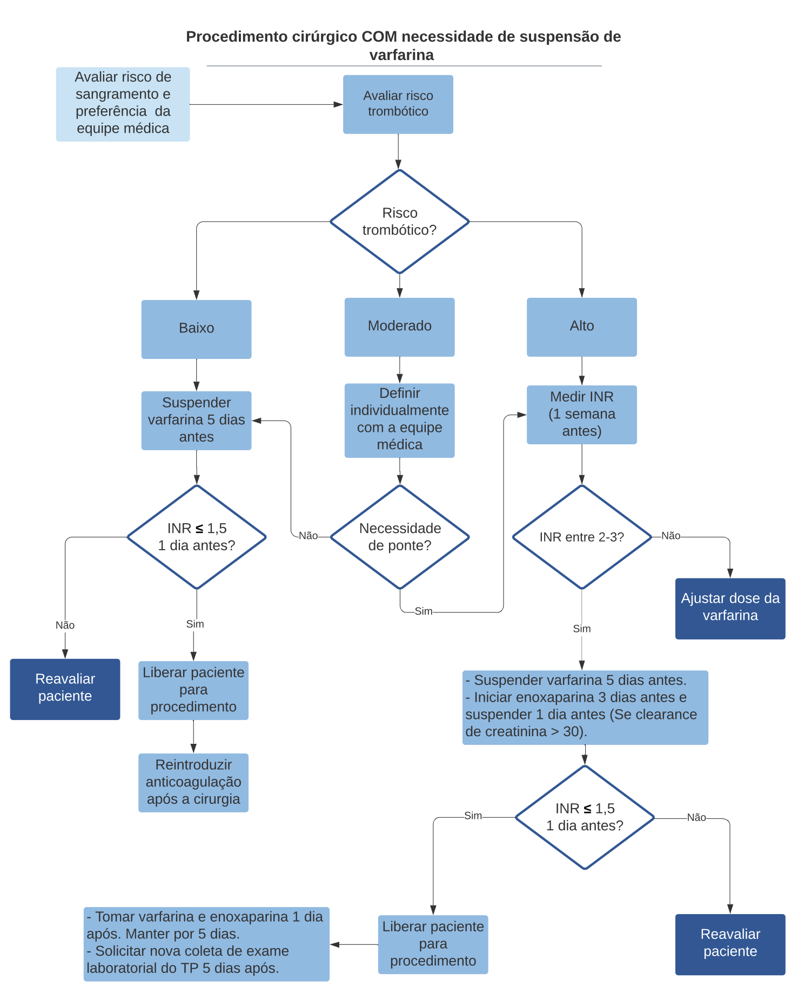 Procedimento cirúrgico COM necessidade de suspensão de
varfarina
Avaliar risco de
sangramento e
preferência  da
equipe médica
Avaliar risco
trombótico
Risco
trombótico?
Baixo
Moderado
Alto
Suspender
varfarina 5 dias
antes
Definir
individualmente
com a equipe
médica
Medir INR
(1 semana
antes)
INR ≤ 1,5
1 dia antes?
Não
Necessidade
de ponte?
INR entre 2-3?
Não
Ajustar dose da
varfarina
Não
Sim
Sim
Sim
Reavaliar
paciente
Liberar paciente
para
procedimento
- Suspender varfarina 5 dias antes.
- Iniciar enoxaparina 3 dias antes e
suspender 1 dia antes (Se clearance
de creatinina > 30).
Reintroduzir
anticoagulação
após a cirurgia
INR ≤ 1,5
1 dia antes?
Sim
Não
- Tomar varfarina e enoxaparina 1 dia
após. Manter por 5 dias.
- Solicitar nova coleta de exame
laboratorial do TP 5 dias após.
Liberar paciente
para
procedimento
Reavaliar
paciente